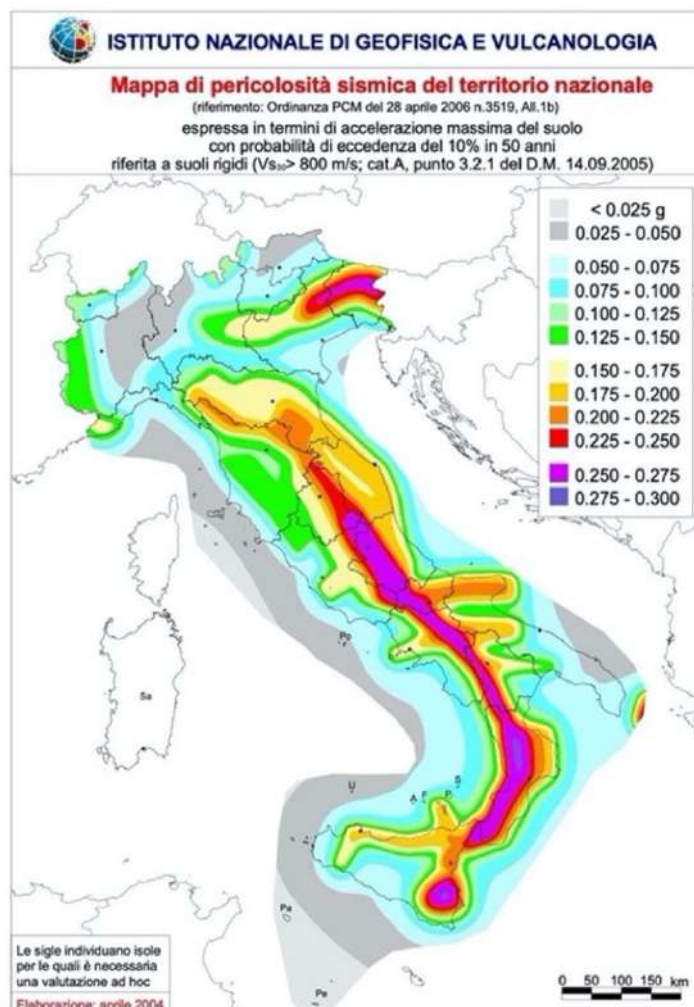 ISTITUTO NAZIONALE DI GEOFISICA E VULCANOLOGIA
Mappa di pericolosità sismica del territorio nazionale
(riferimento: Ordinanza PCM del 28 aprile 2006 n.3519, All.1b)
espressa in termini di accelerazione massima del suolo
con probabilità di eccedenza del 10% in 50 anni
riferita a suoli rigidi (Vs₃₀> 800 m/s; cat.A, punto 3.2.1 del D.M. 14.09.2005)
< 0.025 g
0.025 - 0.050
0.050 - 0.075
0.075 - 0.100
0.100 - 0.125
0.125 - 0.150
0.150 - 0.175
0.175 - 0.200
0.200 - 0.225
0.225 - 0.250
0.250 - 0.275
0.275 - 0.300
Po
Sa
U
A F P S
Pa
Pe
Le sigle individuano isole
per le quali è necessaria
una valutazione ad hoc
Elaborazione: aprile 2004
0 50 100 150 km